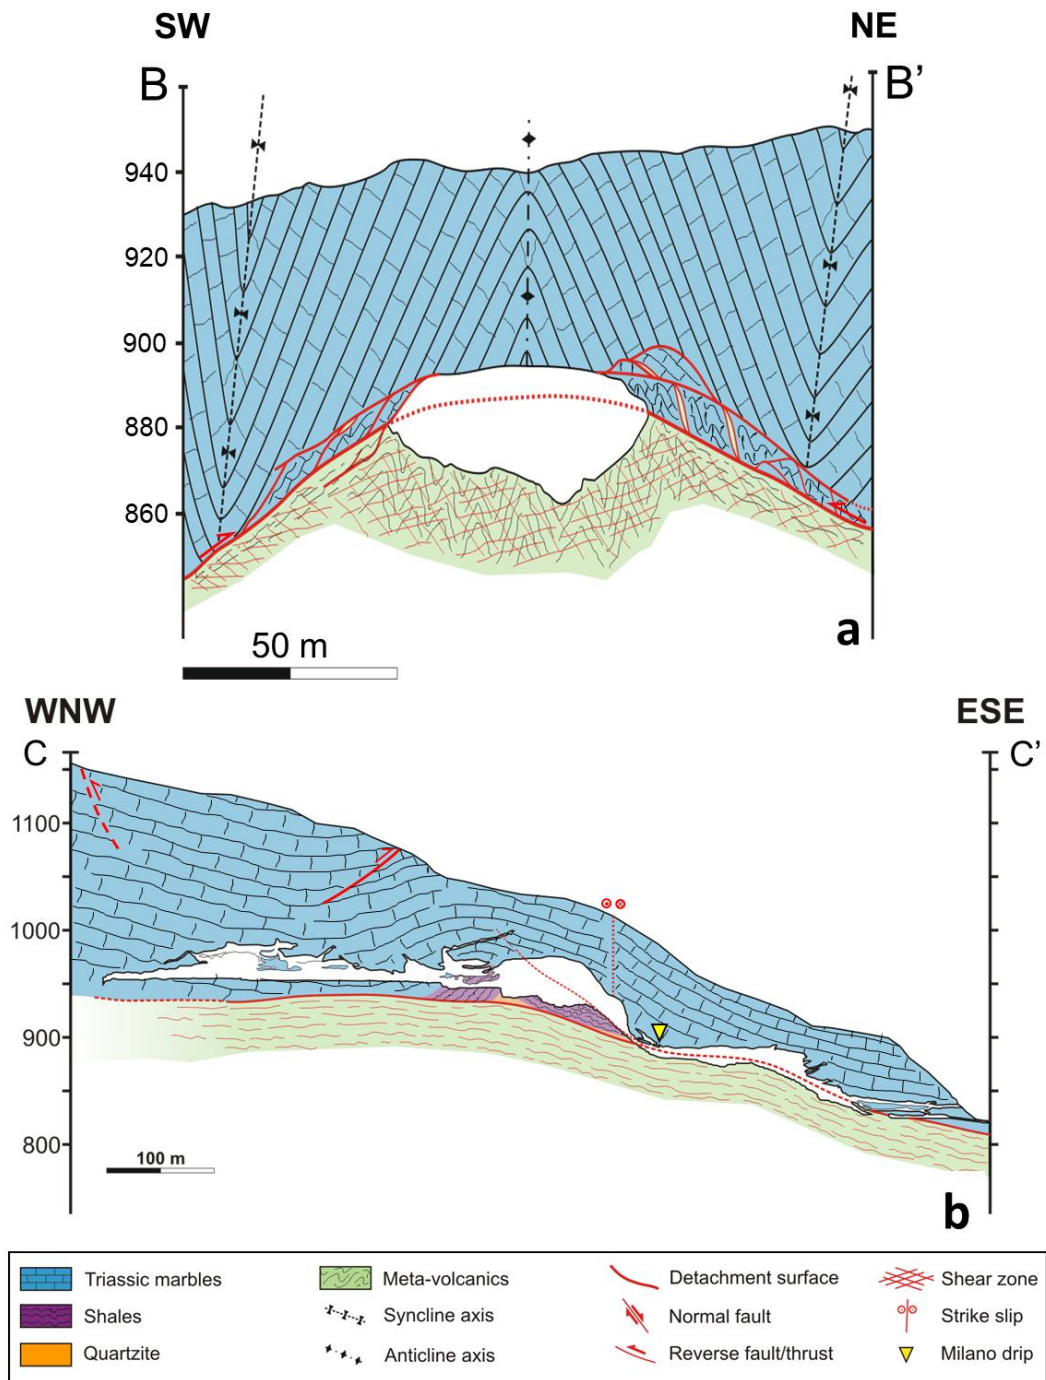 SW NE
B B’
940
920
900
880
860
a
50 m
WNW ESE
C C’
1100
1000
900
800
100 m
b
Triassic marbles Meta-volcanics Detachment surface Shear zone
Shales Syncline axis Normal fault Strike slip
Quartzite Anticline axis Reverse fault/thrust Milano drip